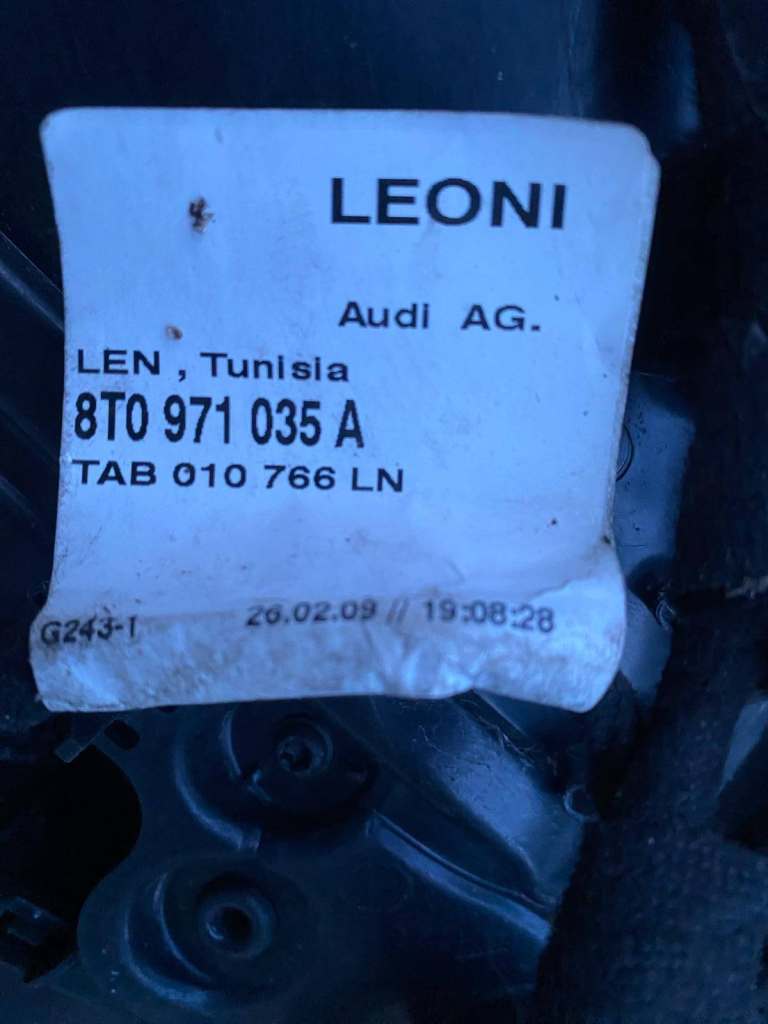 LEONI
Audi AG.
LEN , Tunisia
8T0 971 035 A
TAB 010 766 LN
G243-1 26.02.09 // 19:08:28